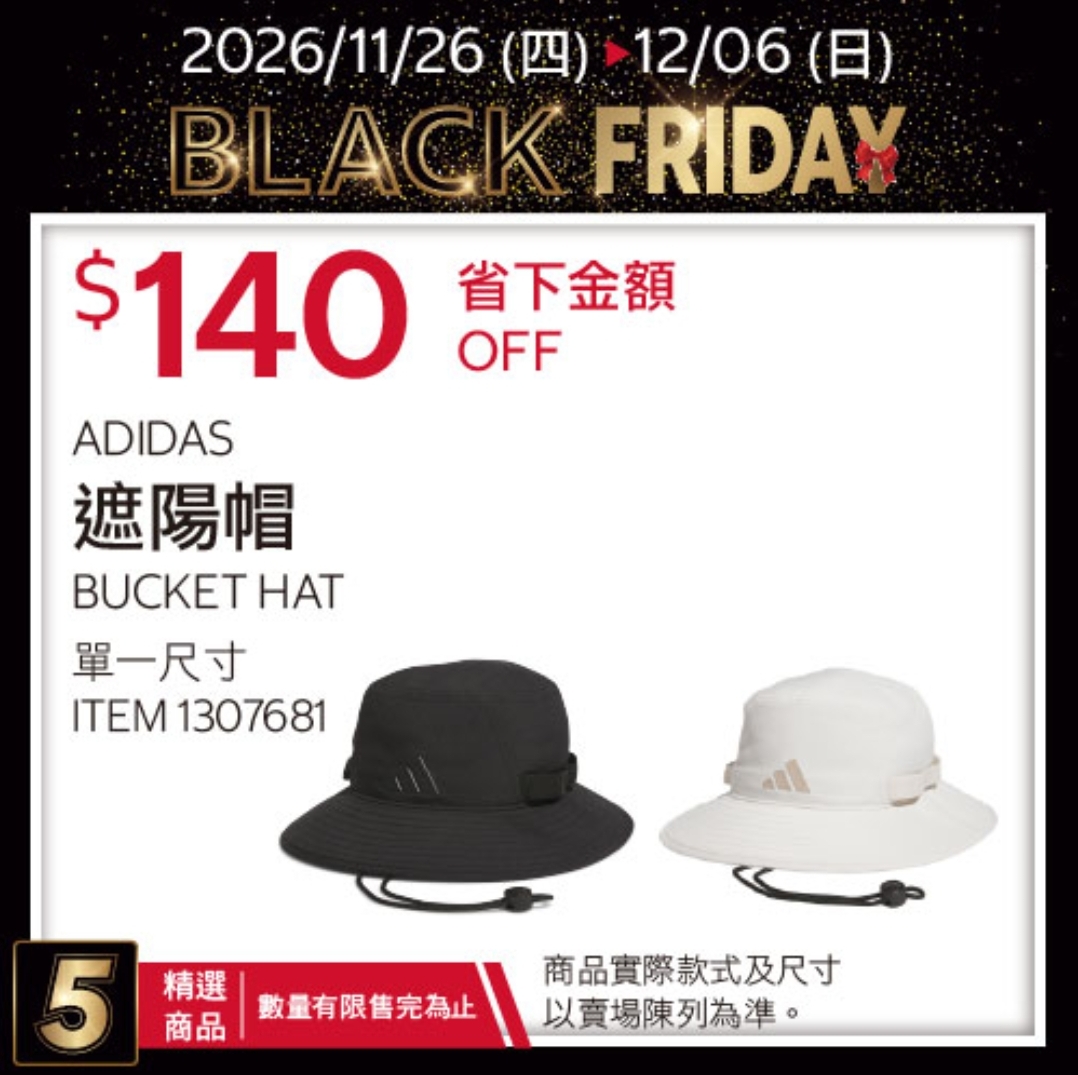 2026/11/26 (四)▶12/06 (日)
BLACK FRIDAY
$140
省下金額
OFF
ADIDAS
遮陽帽
BUCKET HAT
單一尺寸
ITEM 1307681
5
精選
商品
數量有限售完為止
商品實際款式及尺寸
以賣場陳列為準。